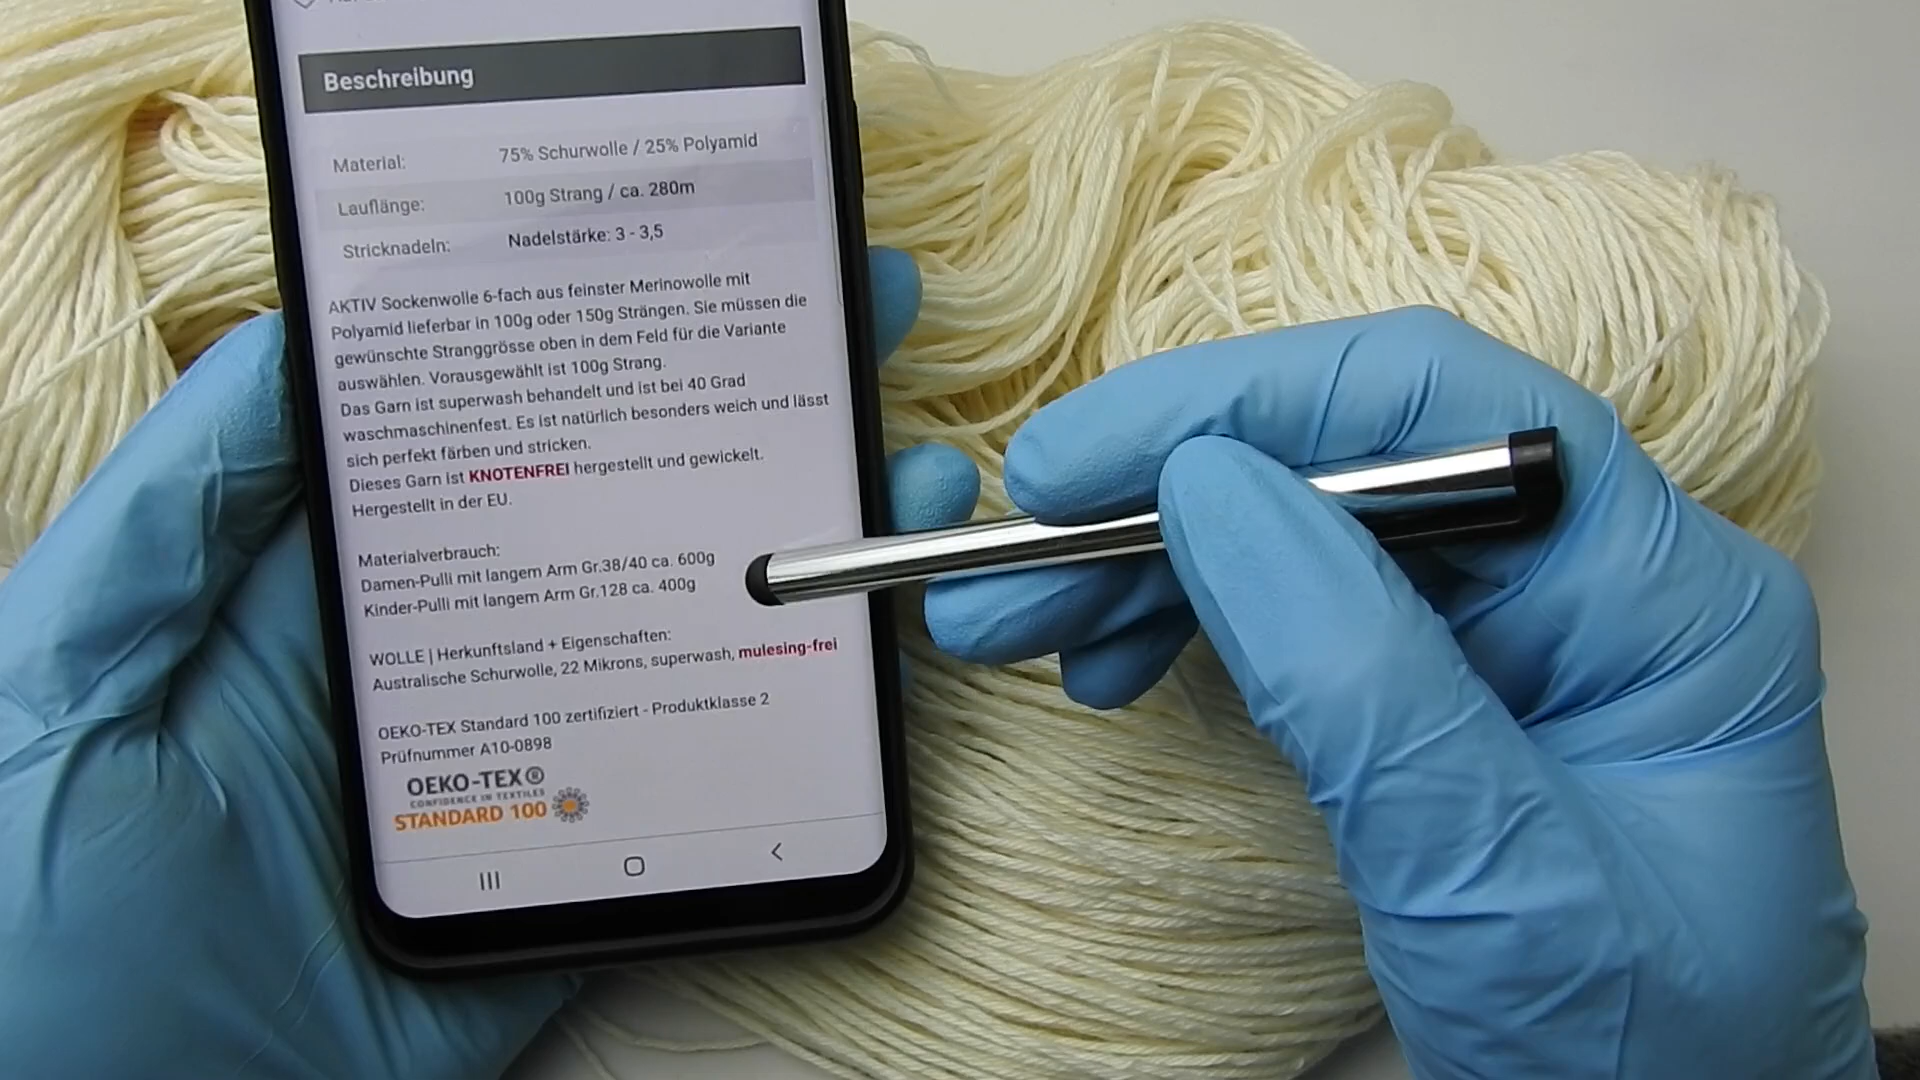 Beschreibung
Material: 75% Schurwolle / 25% Polyamid
Lauflänge: 100g Strang / ca. 280m
Stricknadeln: Nadelstärke: 3 - 3,5
AKTIV Sockenwolle 6-fach aus feinster Merinowolle mit
Polyamid lieferbar in 100g oder 150g Strängen. Sie müssen die
gewünschte Stranggrösse oben in dem Feld für die Variante
auswählen. Vorausgewählt ist 100g Strang.
Das Garn ist superwash behandelt und ist bei 40 Grad
waschmaschinenfest. Es ist natürlich besonders weich und lässt
sich perfekt färben und stricken.
Dieses Garn ist KNOTENFREI hergestellt und gewickelt.
Hergestellt in der EU.
Materialverbrauch:
Damen-Pulli mit langem Arm Gr.38/40 ca. 600g
Kinder-Pulli mit langem Arm Gr.128 ca. 400g
WOLLE | Herkunftsland + Eigenschaften:
Australische Schurwolle, 22 Mikrons, superwash, mulesing-frei
OEKO-TEX Standard 100 zertifiziert - Produktklasse 2
Prüfnummer A10-0898
OEKO-TEX®
CONFIDENCE IN TEXTILES
STANDARD 100